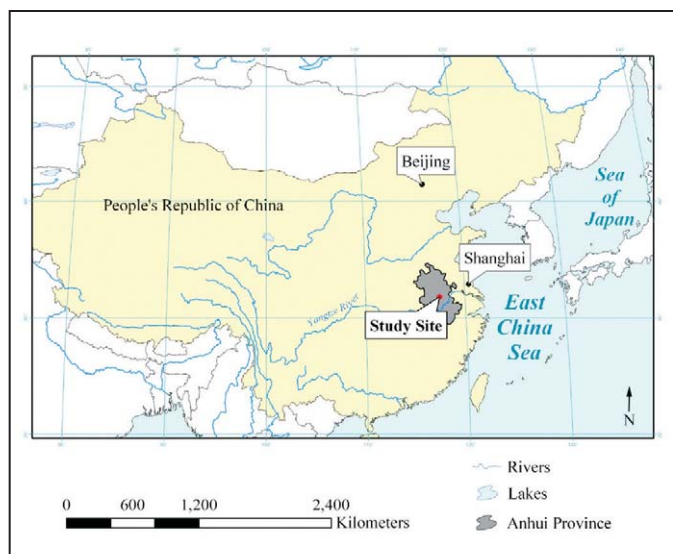 Beijing
People's Republic of China
Sea
of
Japan
Shanghai
Yangtze River
Study Site
East
China
Sea
N
Rivers
Lakes
Anhui Province
0 600 1,200 2,400
Kilometers